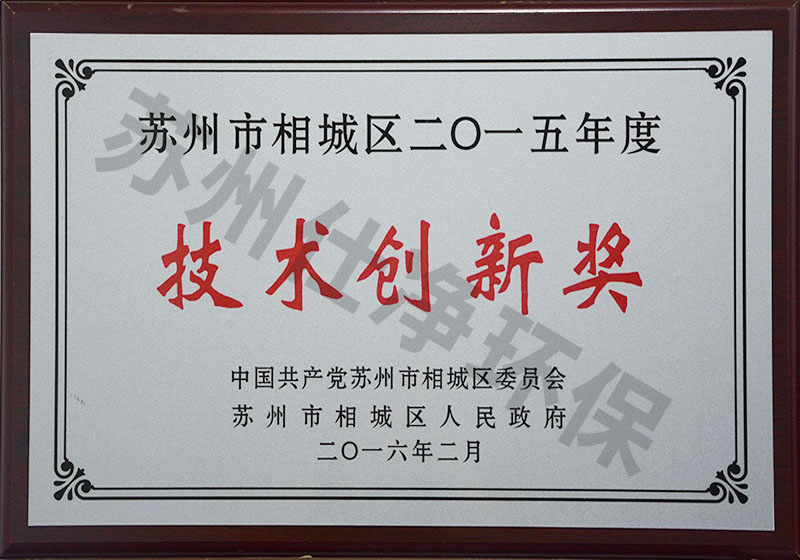 苏州市相城区二〇一五年度
技术创新奖
中国共产党苏州市相城区委员会
苏州市相城区人民政府
二〇一六年二月
苏州仕净环保